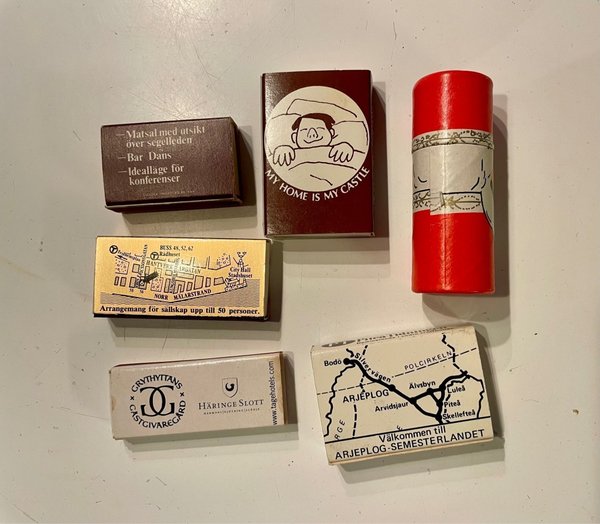 —Matsal med utsikt
över segelleden
—Bar Dans
—Idealläge för
konferenser
MY HOME IS MY CASTLE
BUSS 48, 52, 62
Rådhuset
HANTVERKARGATAN
City Hall
Stadshuset
NORR MÄLARSTRAND
Arrangemang för sällskap upp till 50 personer.
GRYTHYTTANS
GÄSTGIVAREGÅRD
HÄRINGE SLOTT
www.tagehotels.com
Bodö
Silvervägen
POLCIRKELN
ARJEPLOG
Älvsbyn
Luleå
Arvidsjaur
Piteå
Skellefteå
Välkommen till
ARJEPLOG-SEMESTERLANDET